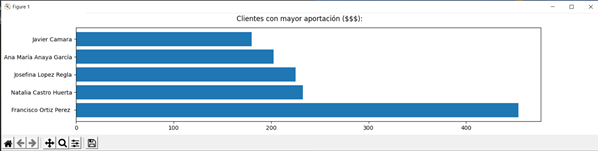 Figure 1
Clientes con mayor aportación ($$$):
Javier Camara
Ana María Anaya García
Josefina Lopez Regla
Natalia Castro Huerta
Francisco Ortiz Perez
0 100 200 300 400